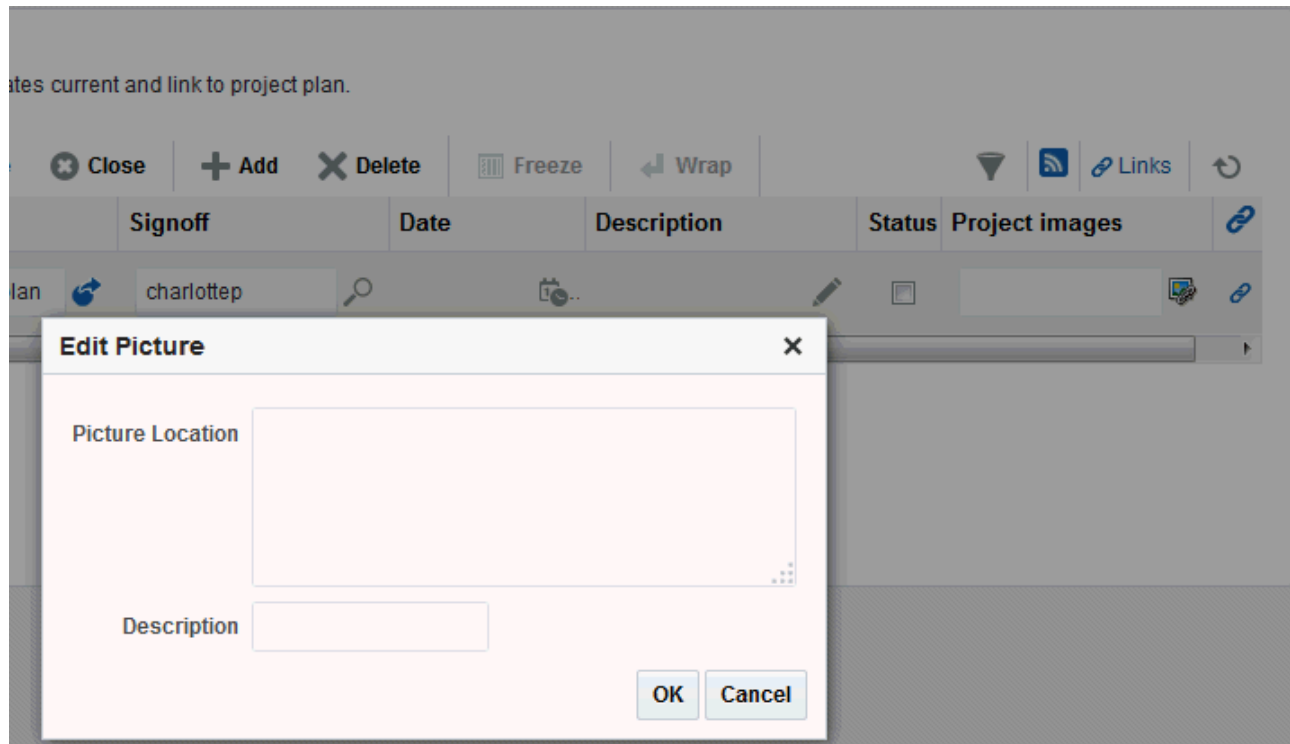 ates current and link to project plan.
Close Add Delete Freeze Wrap Links
Signoff Date Description Status Project images
lan charlottep
Edit Picture
Picture Location
Description
OK Cancel